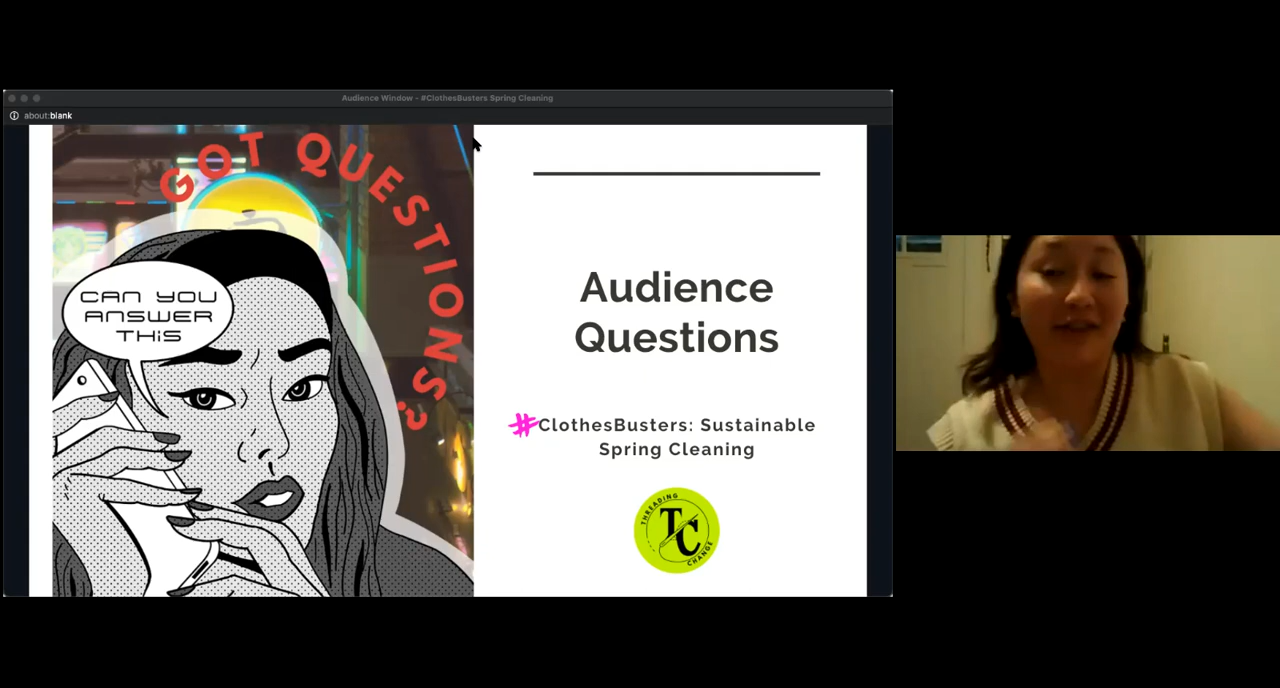 Audience Window - #ClothesBusters Spring Cleaning
about:blank
GOT QUESTIONS?
CAN YOU
ANSWER
THIS
Audience
Questions
#ClothesBusters: Sustainable
Spring Cleaning
THREADING
TC
CHANGE